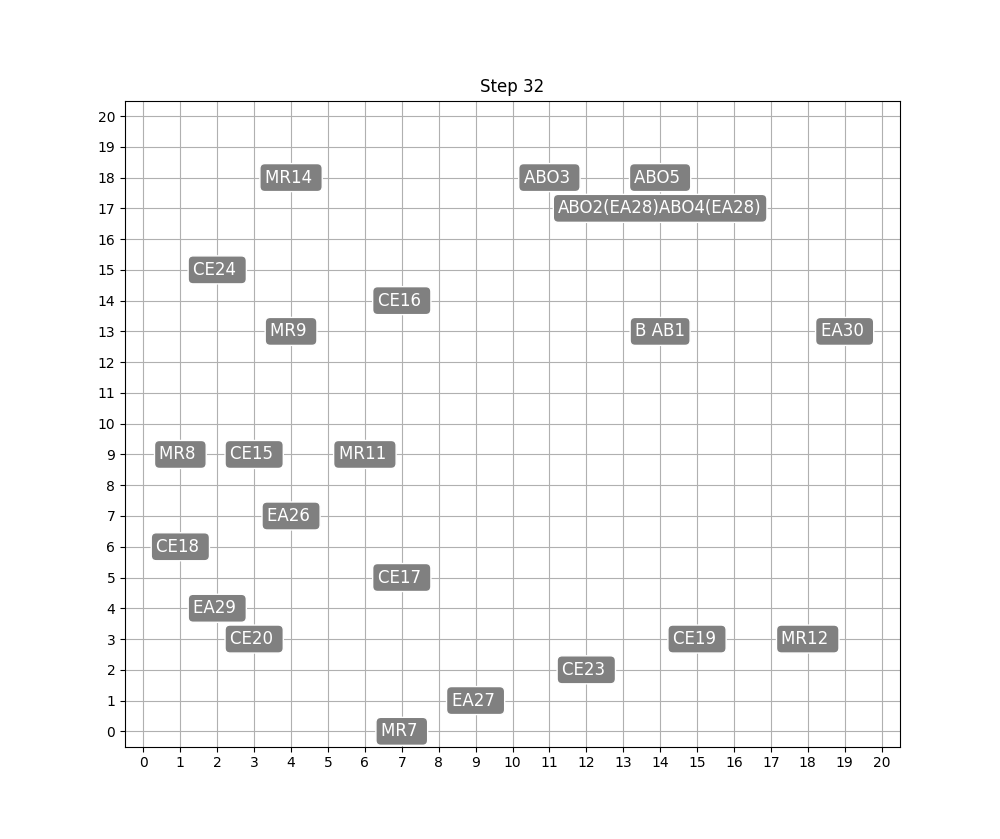 Step 32
20
19
18 MR14 ABO3 ABO5
17 ABO2(EA28)ABO4(EA28)
16
15 CE24
14 CE16
13 MR9 B AB1 EA30
12
11
10
9 MR8 CE15 MR11
8
7 EA26
6 CE18
5 CE17
4 EA29
3 CE20 CE19 MR12
2 CE23
1 EA27
0 MR7
0 1 2 3 4 5 6 7 8 9 10 11 12 13 14 15 16 17 18 19 20